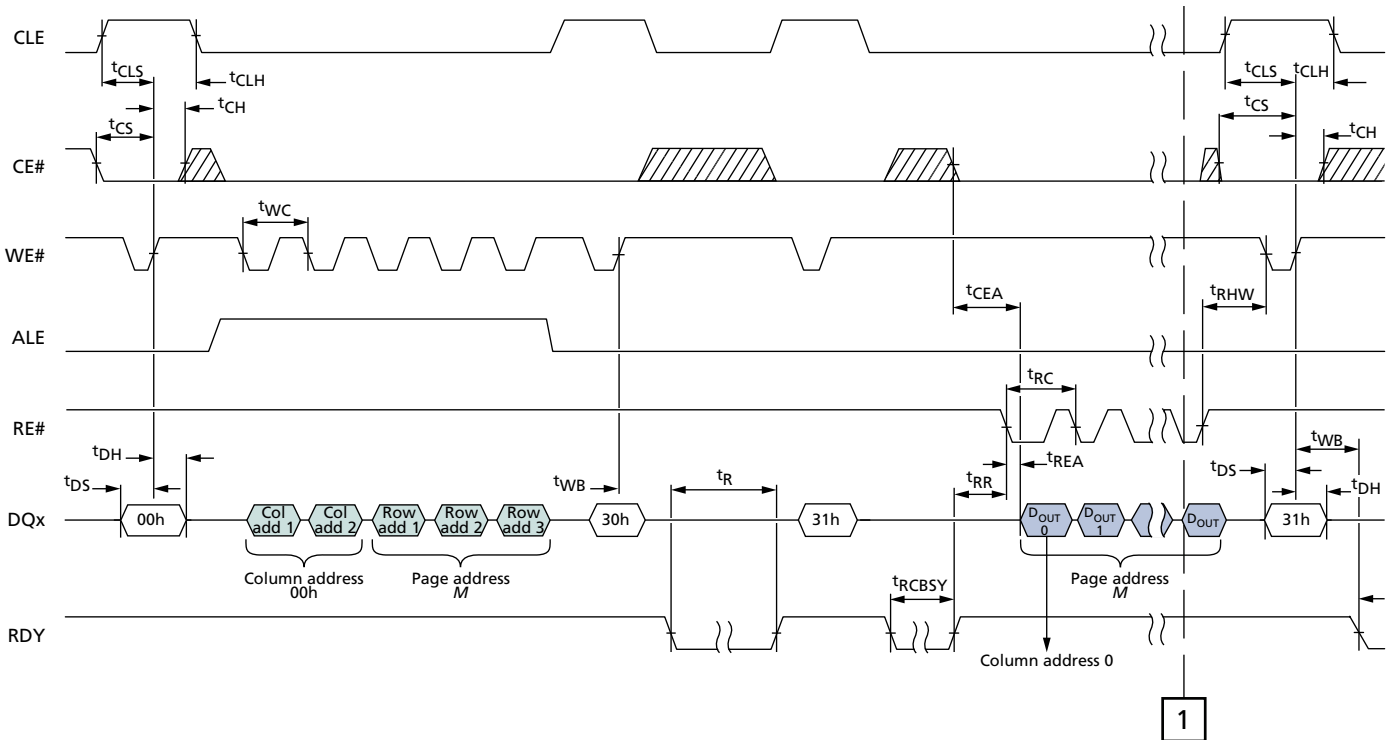 CLE
tCLS
tCLH
tCLS
tCLH
tCH
tCS
tCS
tCH
CE#
tWC
WE#
tCEA
tRHW
ALE
tRC
RE#
tDH
tDS
tREA
tWB
tR
tRR
tWB
tDS
tDH
DQx
00h
Col add 1
Col add 2
Row add 1
Row add 2
Row add 3
30h
31h
DOUT 0
DOUT 1
DOUT
31h
Column address 00h
Page address M
tRCBSY
Page address M
RDY
Column address 0
1